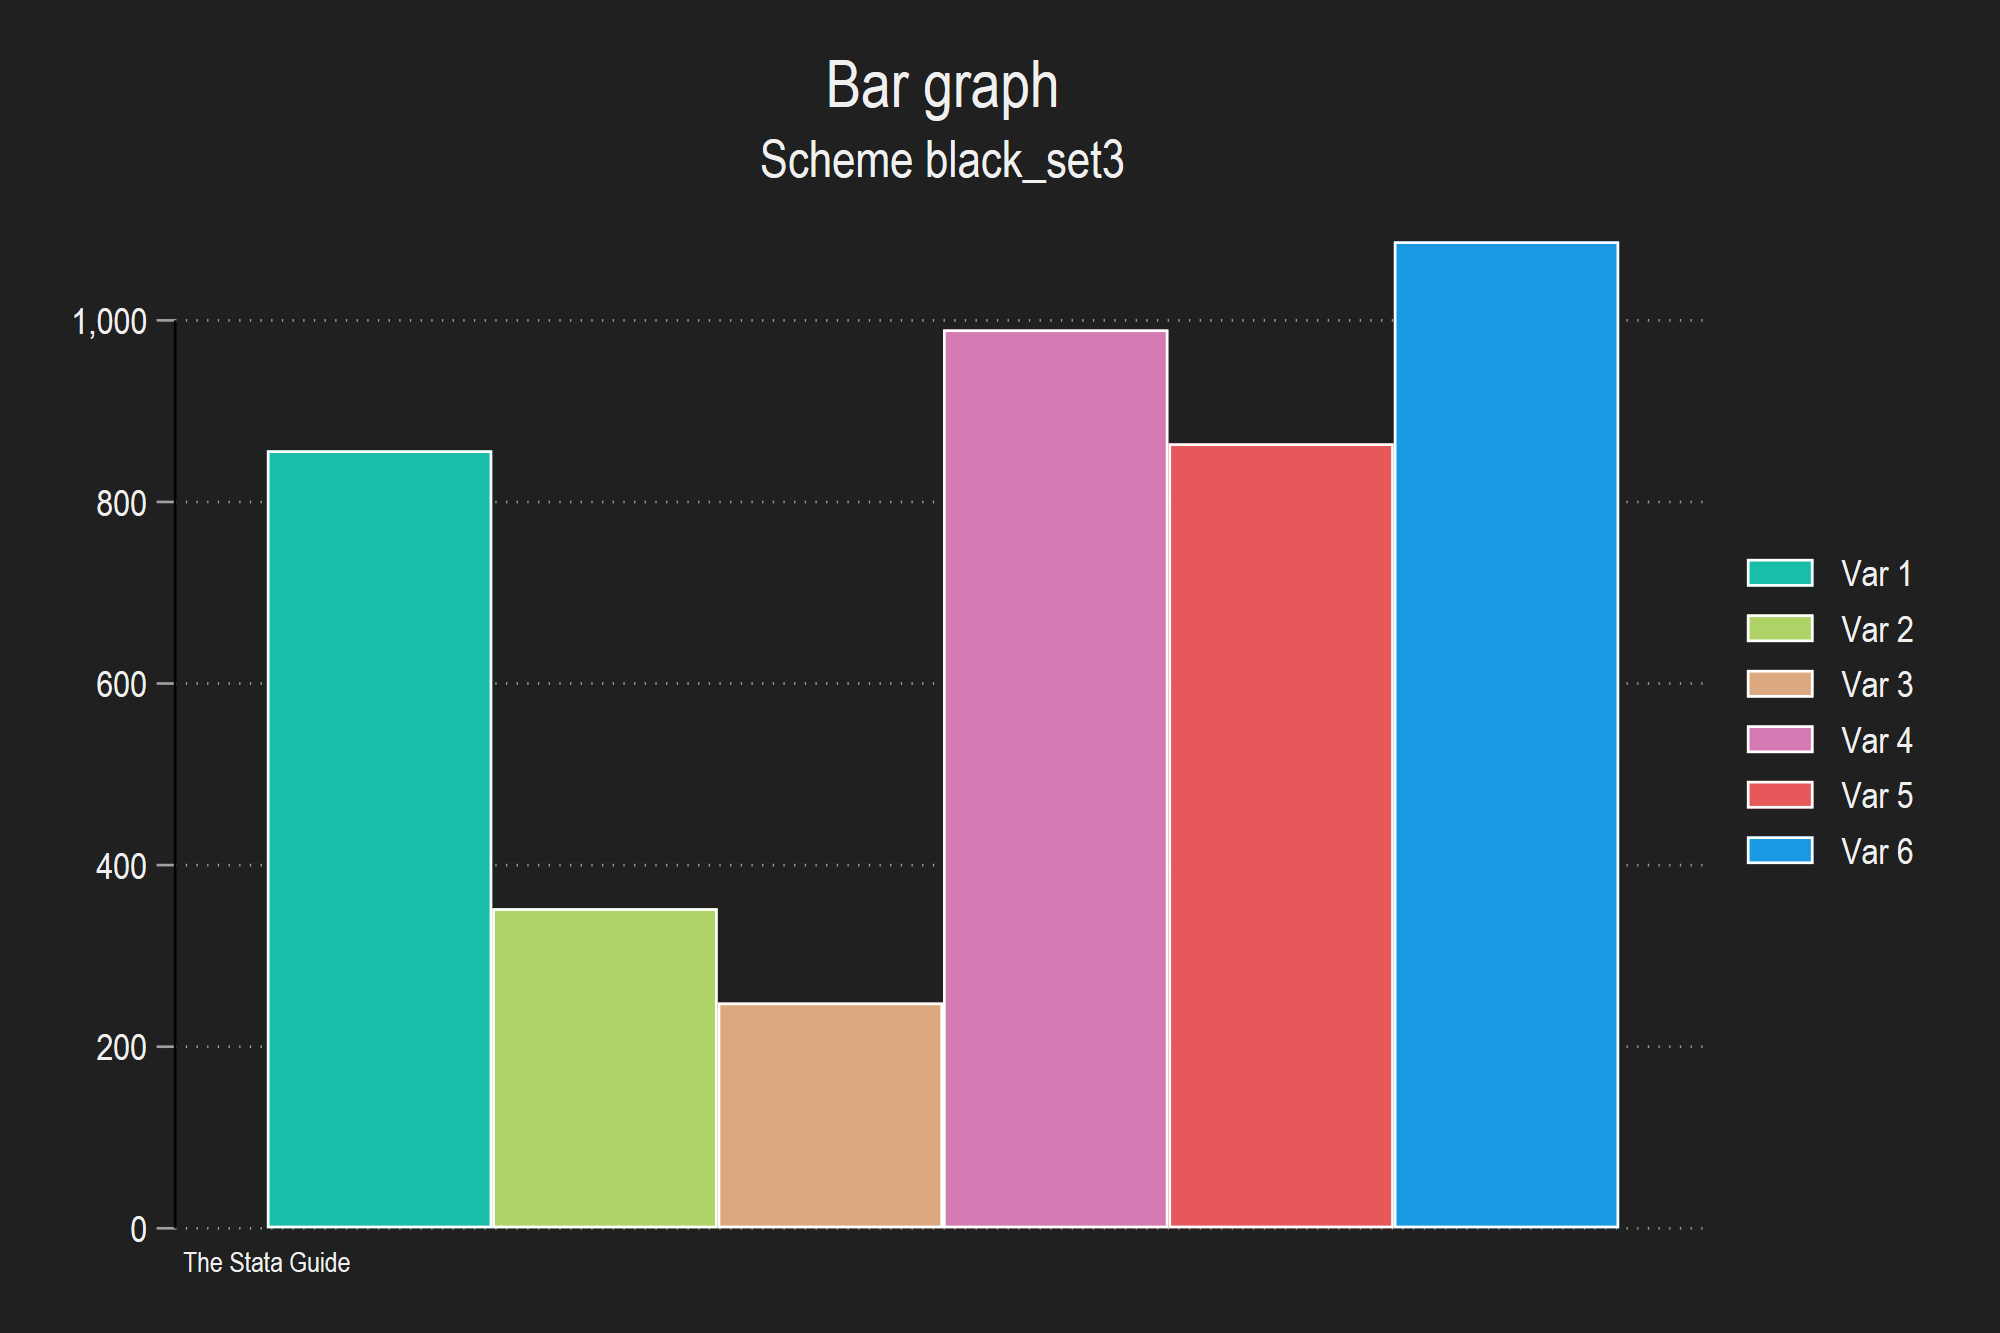 Bar graph
Scheme black_set3
1,000
800
600
400
200
0
Var 1
Var 2
Var 3
Var 4
Var 5
Var 6
The Stata Guide